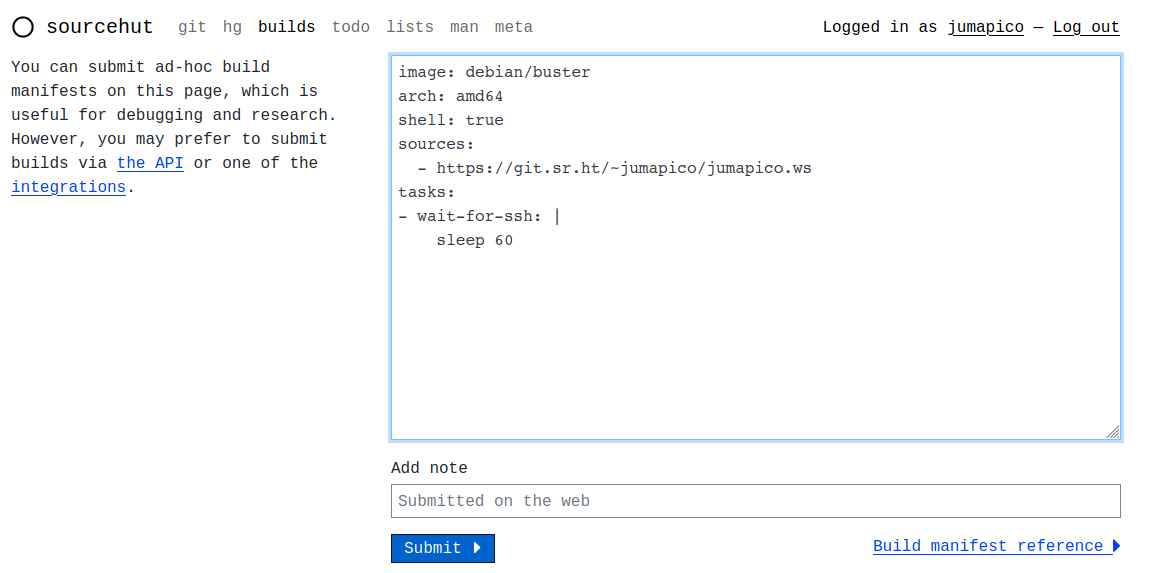 sourcehut git hg builds todo lists man meta Logged in as jumapico — Log out
You can submit ad-hoc build
manifests on this page, which is
useful for debugging and research.
However, you may prefer to submit
builds via the API or one of the
integrations.
image: debian/buster
arch: amd64
shell: true
sources:
  - https://git.sr.ht/~jumapico/jumapico.ws
tasks:
- wait-for-ssh: |
    sleep 60
Add note
Submitted on the web
Submit
Build manifest reference